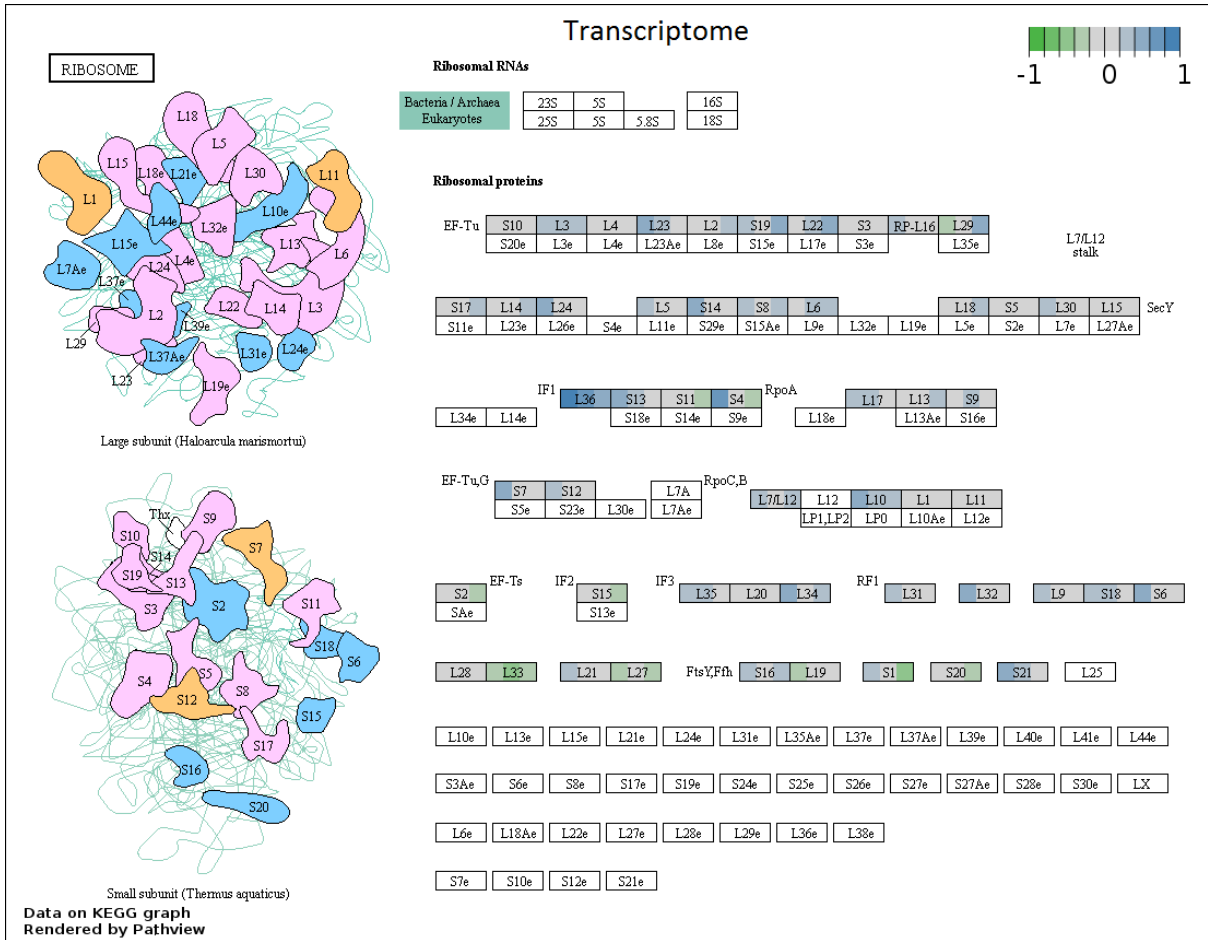 Transcriptome
-1 0 1
RIBOSOME
Ribosomal RNAs
Bacteria / Archaea
Eukaryotes
23S 5S 16S
25S 5S 5.8S 18S
L18
L5
L15
L18e
L21e
L30
L11
L1
L44e
L10e
L32e
L15e
L13
L6
L7Ae
L24
L4e
L37e
L2
L22
L14
L3
L39e
L29
L37Ae
L31e
L24e
L23
L19e
Large subunit (Haloarcula marismortui)
Ribosomal proteins
EF-Tu S10 L3 L4 L23 L2 S19 L22 S3 RP-L16 L29
S20e L3e L4e L23Ae L8e S15e L17e S3e L35e
L7/L12
stalk
S17 L14 L24 L5 S14 S8 L6 L18 S5 L30 L15 SecY
S11e L23e L26e S4e L11e S29e S15Ae L9e L32e L19e L5e S2e L7e L27Ae
IF1 L36 S13 S11 S4 RpoA L17 L13 S9
L34e L14e S18e S14e S9e L18e L13Ae S16e
EF-Tu,G S7 S12 L7A RpoC,B L7/L12 L12 L10 L1 L11
S5e S23e L30e L7Ae LP1,LP2 LP0 L10Ae L12e
S2 EF-Ts IF2 S15 IF3 L35 L20 L34 RF1 L31 L32 L9 S18 S6
SAe S13e
L28 L33 L21 L27 FtsY,Ffh S16 L19 S1 S20 S21 L25
L10e L13e L15e L21e L24e L31e L35Ae L37e L37Ae L39e L40e L41e L44e
S3Ae S6e S8e S17e S19e S24e S25e S26e S27e S27Ae S28e S30e LX
L6e L18Ae L22e L27e L28e L29e L36e L38e
S7e S10e S12e S21e
Thx
S9
S10
S7
S14
S19
S13
S2
S3
S11
S18
S6
S4
S5
S8
S12
S15
S17
S16
S20
Small subunit (Thermus aquaticus)
Data on KEGG graph
Rendered by Pathview